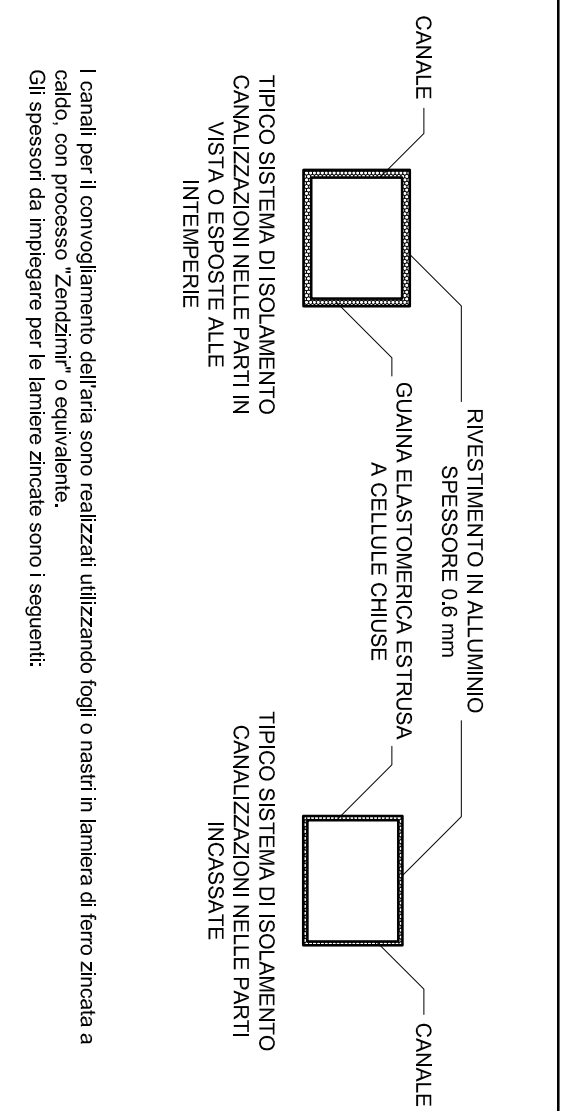 RIVESTIMENTO IN ALLUMINIO
SPESSORE 0.6 mm
CANALE
GUAINA ELASTOMERICA ESTRUSA
A CELLULE CHIUSE
CANALE
TIPICO SISTEMA DI ISOLAMENTO
CANALIZZAZIONI NELLE PARTI IN
VISTA O ESPOSTE ALLE
INTEMPERIE
TIPICO SISTEMA DI ISOLAMENTO
CANALIZZAZIONI NELLE PARTI
INCASSATE
I canali per il convogliamento dell'aria sono realizzati utilizzando fogli o nastri in lamiera di ferro zincata a
caldo, con processo "Zendzimir" o equivalente.
Gli spessori da impiegare per le lamiere zincate sono i seguenti: